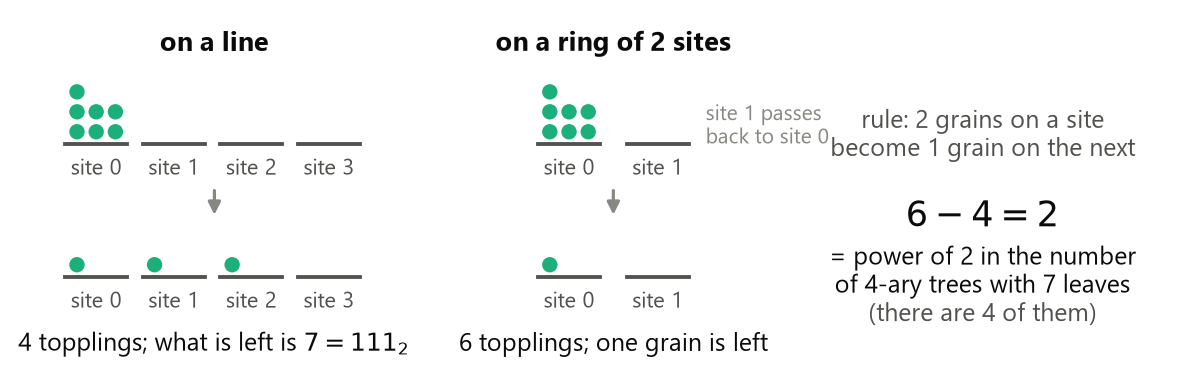 on a line
site 0 site 1 site 2 site 3
site 0 site 1 site 2 site 3
4 topplings; what is left is 7 = 111₂
on a ring of 2 sites
site 1 passes
back to site 0
site 0 site 1
site 0 site 1
6 topplings; one grain is left
rule: 2 grains on a site
become 1 grain on the next
6 − 4 = 2
= power of 2 in the number
of 4-ary trees with 7 leaves
(there are 4 of them)